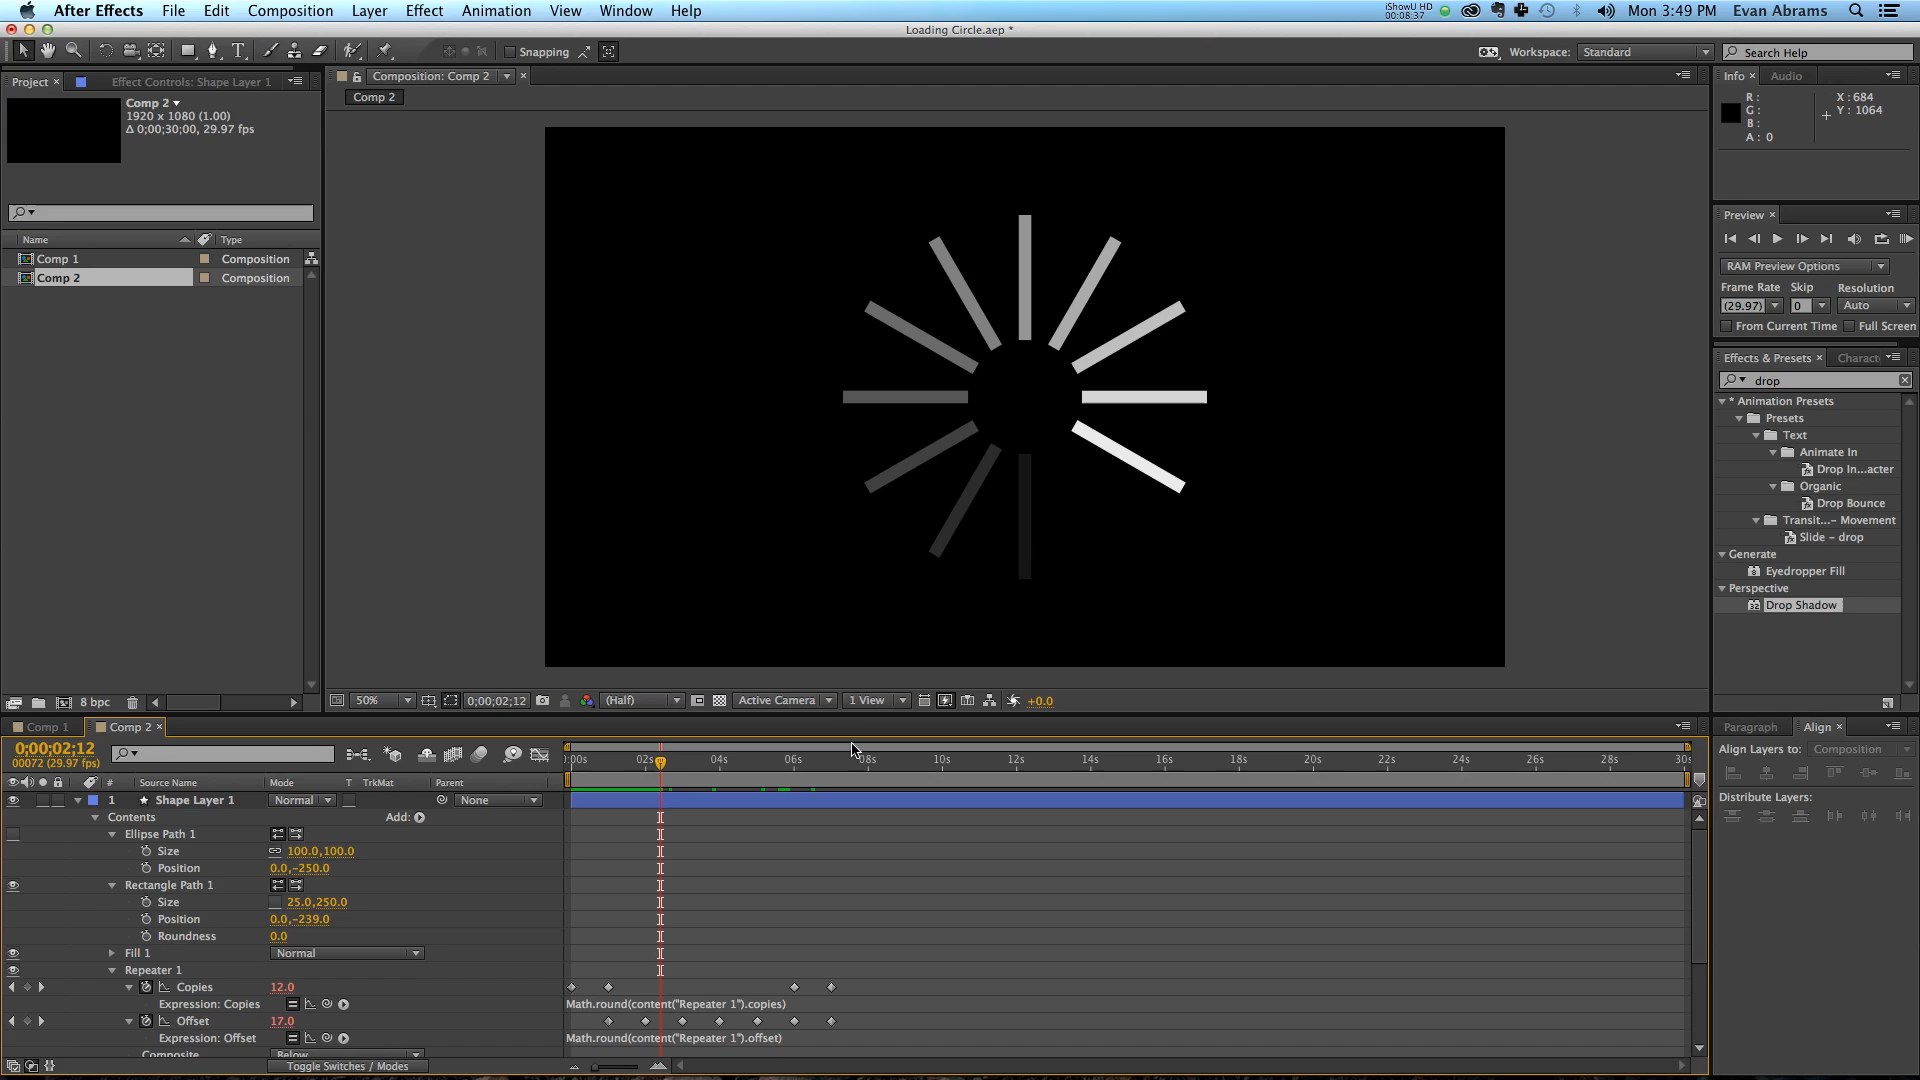 After Effects File Edit Composition Layer Effect Animation View Window Help
iShowU HD
00:08:37
Mon 3:49 PM Evan Abrams
Loading Circle.aep *
Snapping
Workspace: Standard
Search Help
Project × Effect Controls: Shape Layer 1
Composition: Comp 2 ×
Info × Audio
Comp 2
1920 x 1080 (1.00)
Δ 0;00;30;00, 29.97 fps
Comp 2
R :
G :
B :
A : 0
X : 684
Y : 1064
Preview ×
RAM Preview Options
Frame Rate Skip Resolution
(29.97) 0 Auto
From Current Time Full Screen
Name Type
Comp 1 Composition
Comp 2 Composition
Effects & Presets × Charact
drop
* Animation Presets
Presets
Text
Animate In
Drop In...acter
Organic
Drop Bounce
Transit...- Movement
Slide – drop
Generate
Eyedropper Fill
Perspective
32 Drop Shadow
8 bpc
50% 0;00;02;12 (Half) Active Camera 1 View +0.0
Comp 1 Comp 2 ×
Paragraph Align ×
0;00;02;12
00072 (29.97 fps)
Align Layers to: Composition
:00s 02s 04s 06s 08s 10s 12s 14s 16s 18s 20s 22s 24s 26s 28s 30s
# Source Name Mode T TrkMat Parent
Distribute Layers:
1 Shape Layer 1 Normal None
Contents Add:
Ellipse Path 1
Size 100.0,100.0
Position 0.0,-250.0
Rectangle Path 1
Size 25.0,250.0
Position 0.0,-239.0
Roundness 0.0
Fill 1 Normal
Repeater 1
Copies 12.0
Expression: Copies Math.round(content("Repeater 1").copies)
Offset 17.0
Expression: Offset Math.round(content("Repeater 1").offset)
Composite Below
Toggle Switches / Modes